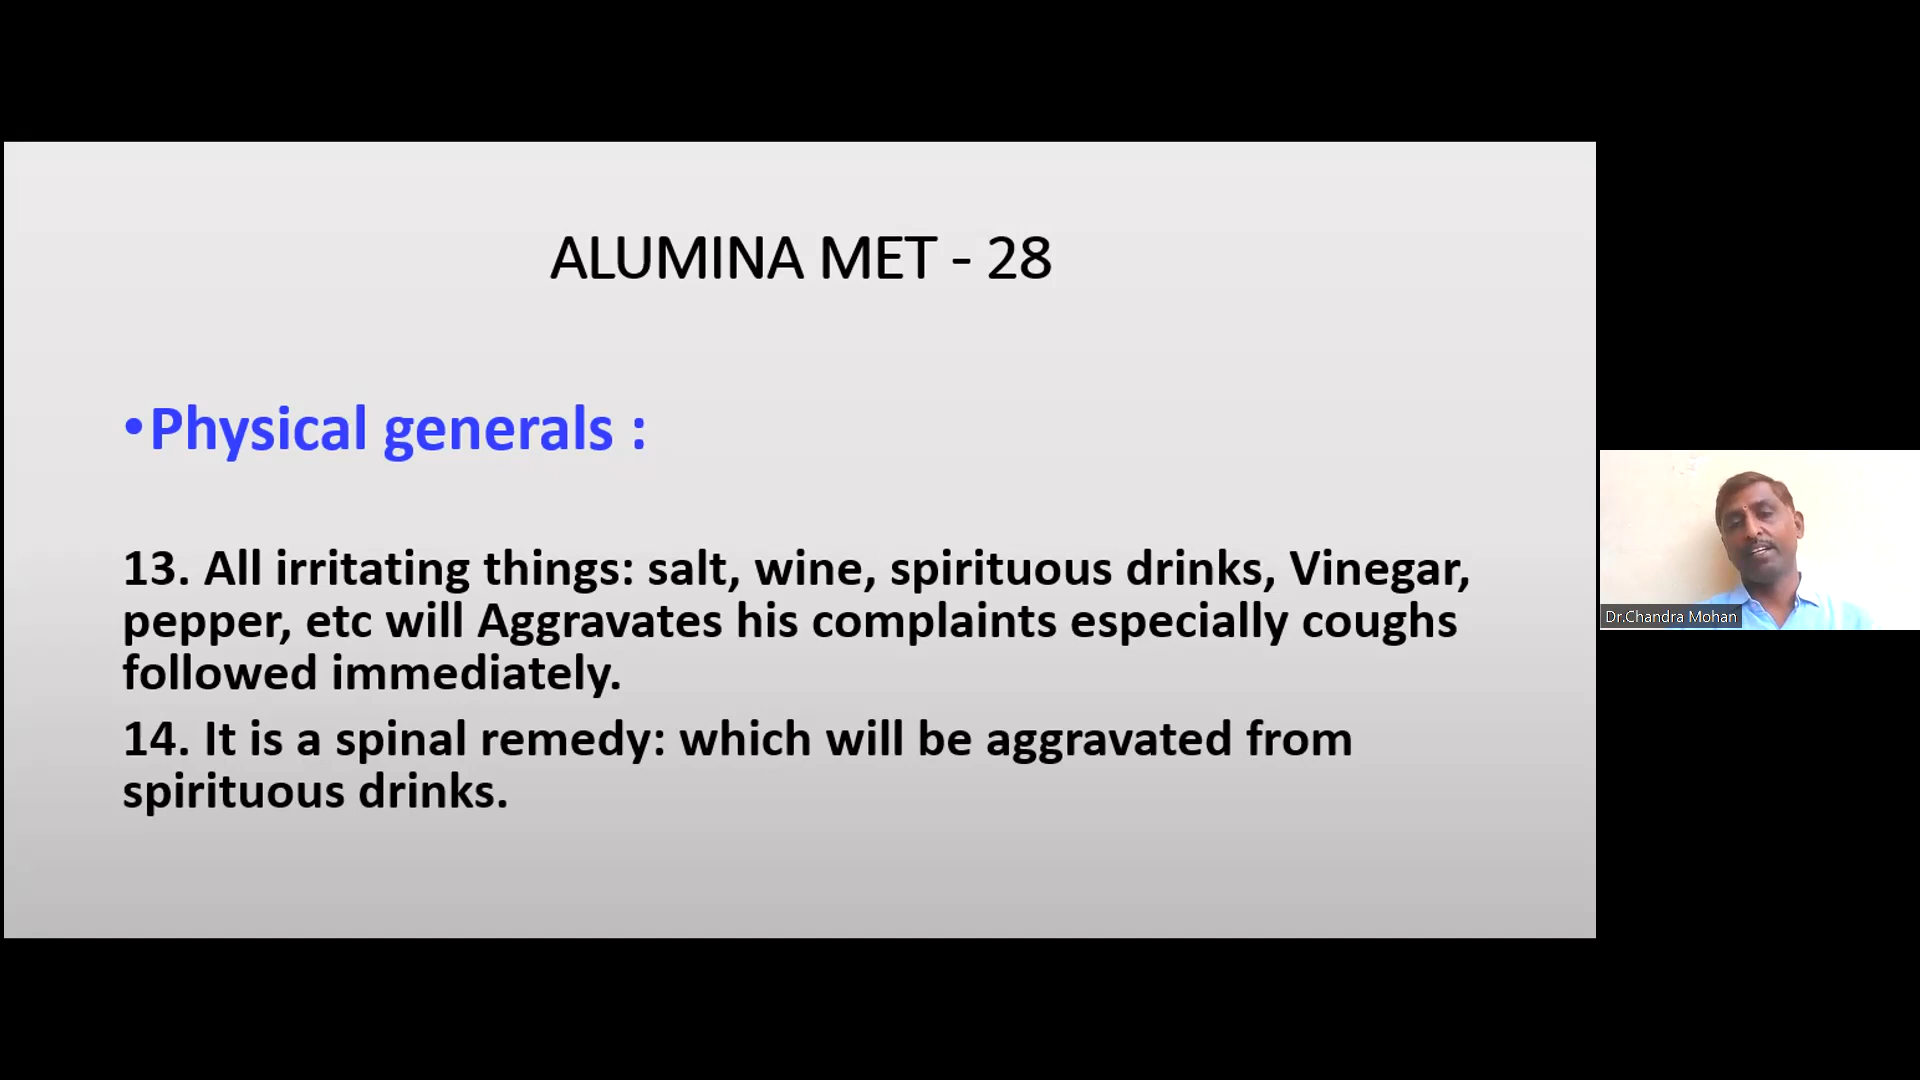 ALUMINA MET - 28
•Physical generals :
13. All irritating things: salt, wine, spirituous drinks, Vinegar,
pepper, etc will Aggravates his complaints especially coughs
followed immediately.
14. It is a spinal remedy: which will be aggravated from
spirituous drinks.
Dr.Chandra Mohan